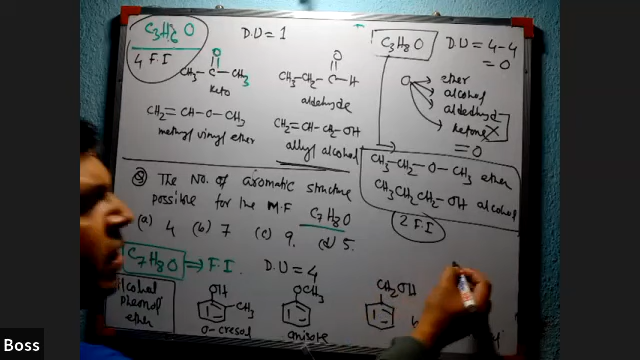 C3H6O
D.U = 1
4 F.I
O
CH3-C-CH3
Keto
O
CH3-CH2-C-H
aldehyde
CH2=CH-O-CH3
methyl vinyl ether
CH2=CH-CH2-OH
allyl alcohol
C3H8O
D.U = 4-4
= 0
O
ether
alcohol
aldedhyd
ketone X
= 0
CH3-CH2-O-CH3 ether
CH3CH2CH2-OH alcohol
2 F.I
Q The No. of aromatic structure
possible for the M.F C7H8O
(a) 4 (b) 7 (c) 9. (d) 5.
C7H8O ⇒ F.I. D.U = 4
alcohol
phenol
ether
OH
CH3
o-cresol
OCH3
anisole
CH2OH
Boss